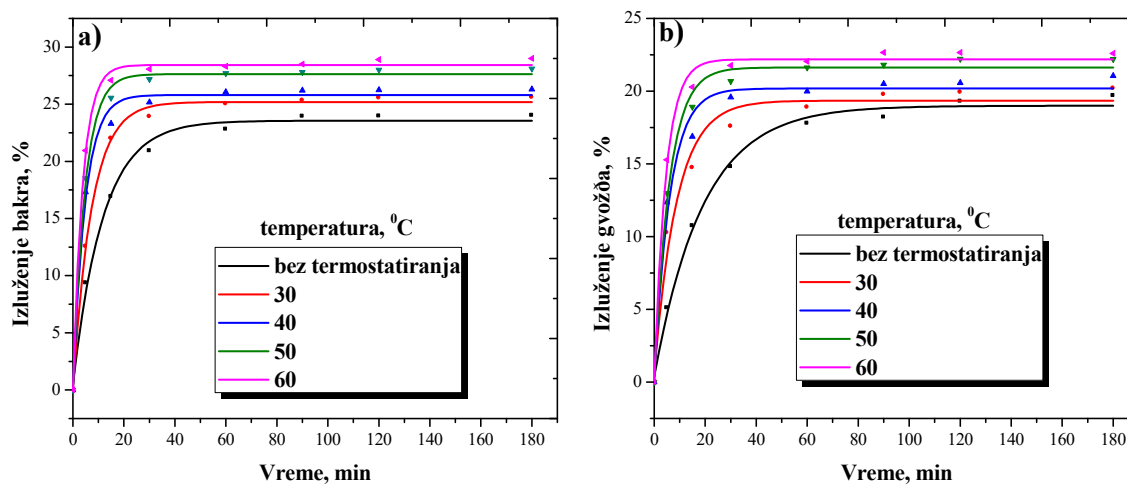 a)
30
25
20
15
10
5
0
Izluženje bakra, %
temperatura, ⁰C
bez termostatiranja
30
40
50
60
0 20 40 60 80 100 120 140 160 180
Vreme, min
b)
25
20
15
10
5
0
Izluženje gvožđa, %
temperatura, ⁰C
bez termostatiranja
30
40
50
60
0 20 40 60 80 100 120 140 160 180
Vreme, min